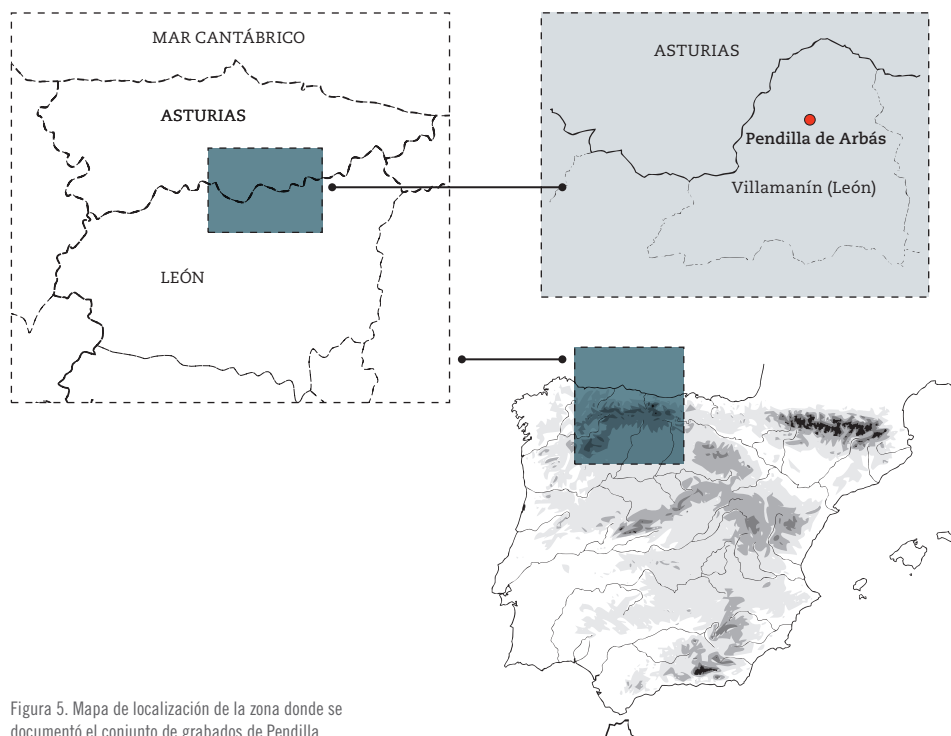 MAR CANTÁBRICO
ASTURIAS
LEÓN
ASTURIAS
Pendilla de Arbás
Villamanín (León)
Figura 5. Mapa de localización de la zona donde se
documentó el conjunto de grabados de Pendilla